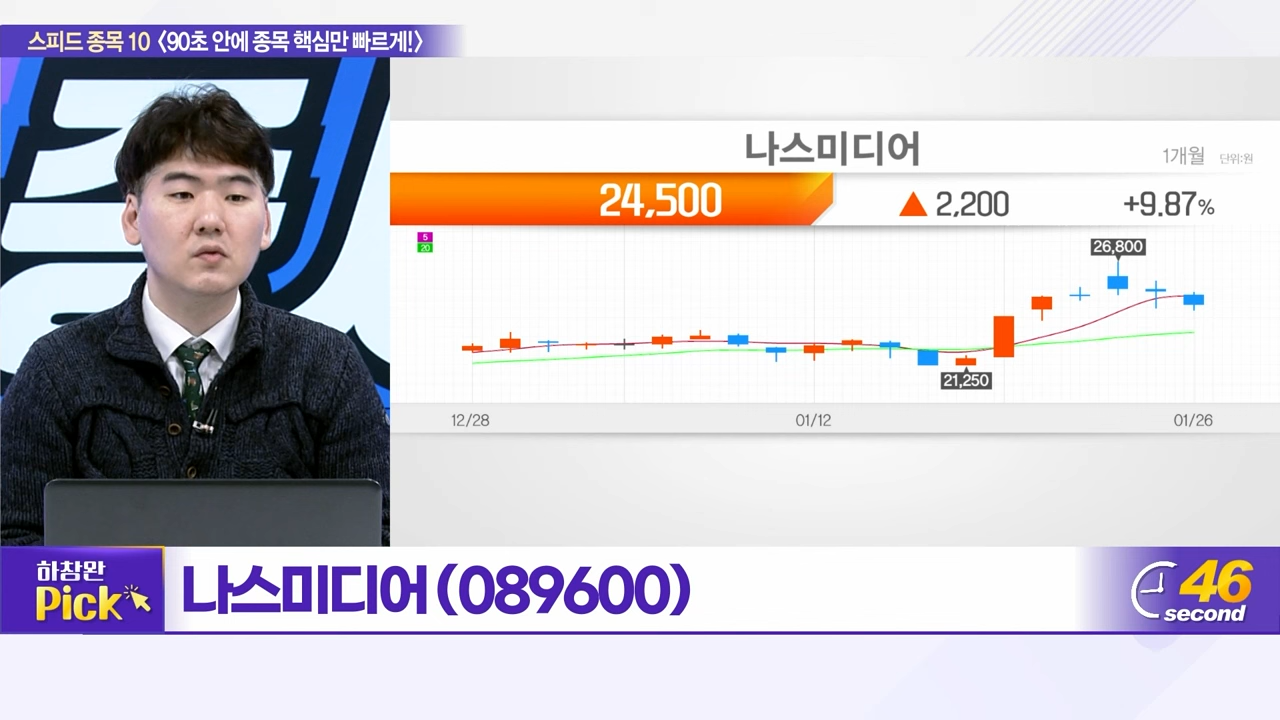 스피드 종목 10 〈90초 안에 종목 핵심만 빠르게!〉
나스미디어
1개월 단위:원
24,500 ▲ 2,200 +9.87%
5
20
26,800
21,250
12/28 01/12 01/26
하창완
Pick
나스미디어(089600)
46
second